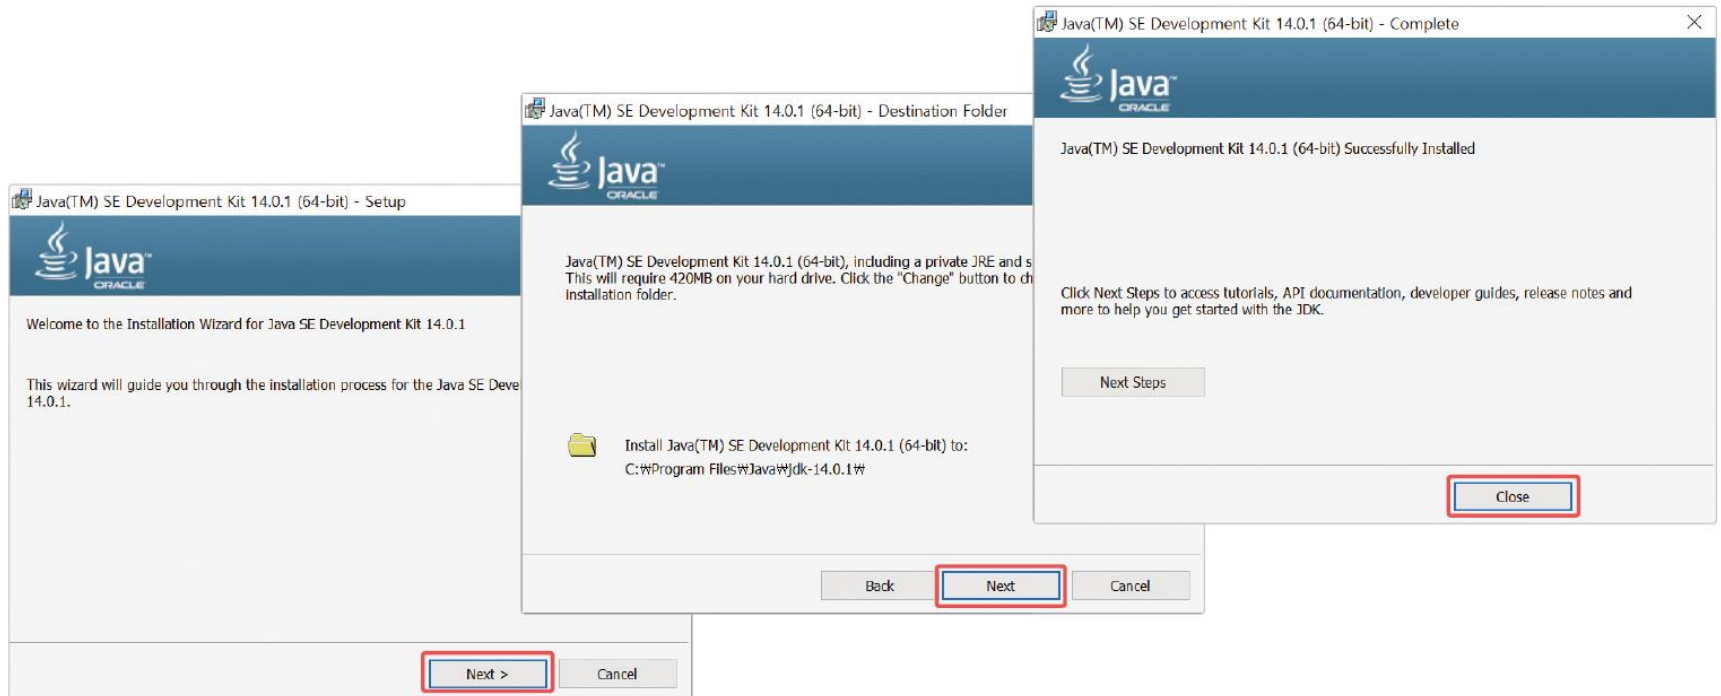 Java(TM) SE Development Kit 14.0.1 (64-bit) - Setup
Java™
ORACLE
Welcome to the Installation Wizard for Java SE Development Kit 14.0.1
This wizard will guide you through the installation process for the Java SE Deve
14.0.1.
Next >
Cancel
Java(TM) SE Development Kit 14.0.1 (64-bit) - Destination Folder
Java™
ORACLE
Java(TM) SE Development Kit 14.0.1 (64-bit), including a private JRE and s
This will require 420MB on your hard drive. Click the "Change" button to ch
installation folder.
Install Java(TM) SE Development Kit 14.0.1 (64-bit) to:
C:₩Program Files₩Java₩jdk-14.0.1₩
Back
Next
Cancel
Java(TM) SE Development Kit 14.0.1 (64-bit) - Complete
Java™
ORACLE
Java(TM) SE Development Kit 14.0.1 (64-bit) Successfully Installed
Click Next Steps to access tutorials, API documentation, developer guides, release notes and
more to help you get started with the JDK.
Next Steps
Close